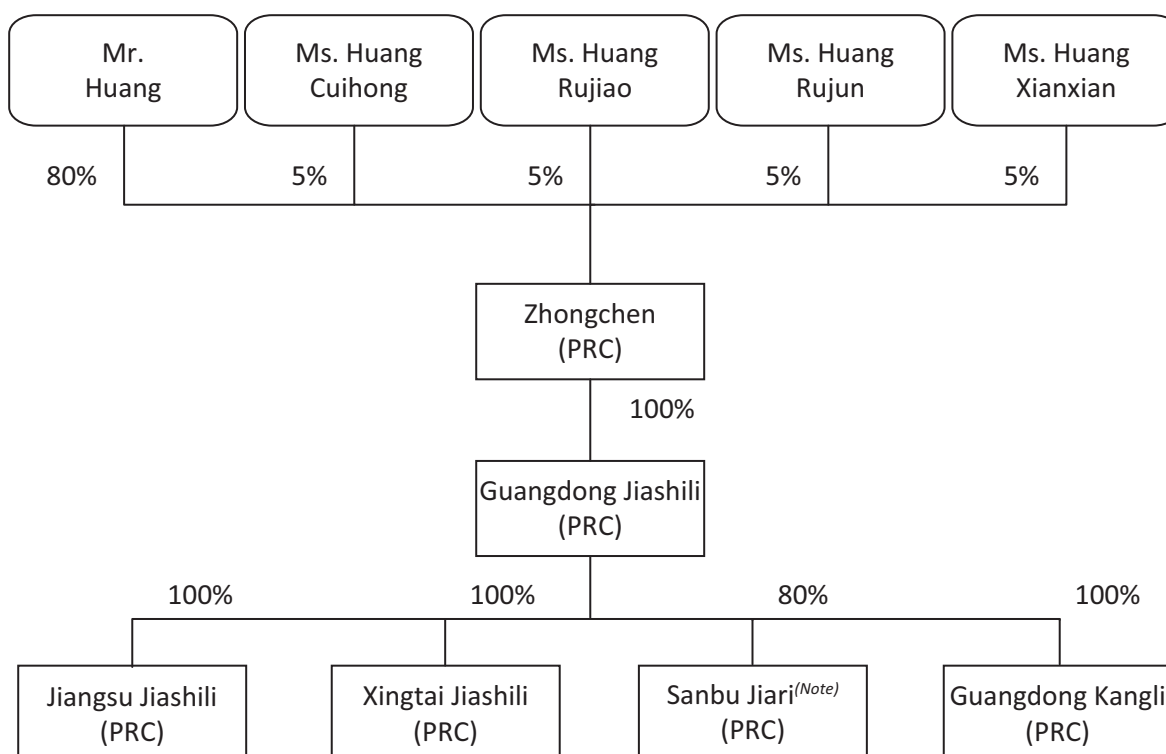 Mr.
Huang
Ms. Huang
Cuihong
Ms. Huang
Rujiao
Ms. Huang
Rujun
Ms. Huang
Xianxian
80%
5%
5%
5%
5%
Zhongchen
(PRC)
100%
Guangdong Jiashili
(PRC)
100%
100%
80%
100%
Jiangsu Jiashili
(PRC)
Xingtai Jiashili
(PRC)
Sanbu Jiari(Note)
(PRC)
Guangdong Kangli
(PRC)